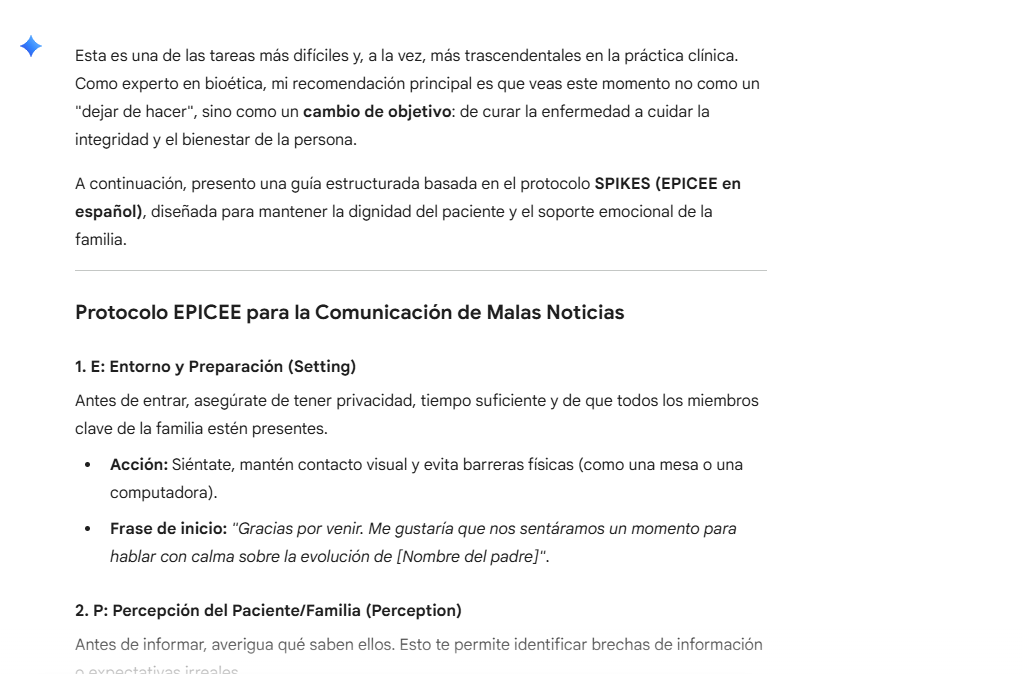 Esta es una de las tareas más difíciles y, a la vez, más trascendentales en la práctica clínica.
Como experto en bioética, mi recomendación principal es que veas este momento no como un
"dejar de hacer", sino como un cambio de objetivo: de curar la enfermedad a cuidar la
integridad y el bienestar de la persona.
A continuación, presento una guía estructurada basada en el protocolo SPIKES (EPICEE en
español), diseñada para mantener la dignidad del paciente y el soporte emocional de la
familia.
Protocolo EPICEE para la Comunicación de Malas Noticias
1. E: Entorno y Preparación (Setting)
Antes de entrar, asegúrate de tener privacidad, tiempo suficiente y de que todos los miembros
clave de la familia estén presentes.
• Acción: Siéntate, mantén contacto visual y evita barreras físicas (como una mesa o una
computadora).
• Frase de inicio: "Gracias por venir. Me gustaría que nos sentáramos un momento para
hablar con calma sobre la evolución de [Nombre del padre]".
2. P: Percepción del Paciente/Familia (Perception)
Antes de informar, averigua qué saben ellos. Esto te permite identificar brechas de información
o expectativas irreales.